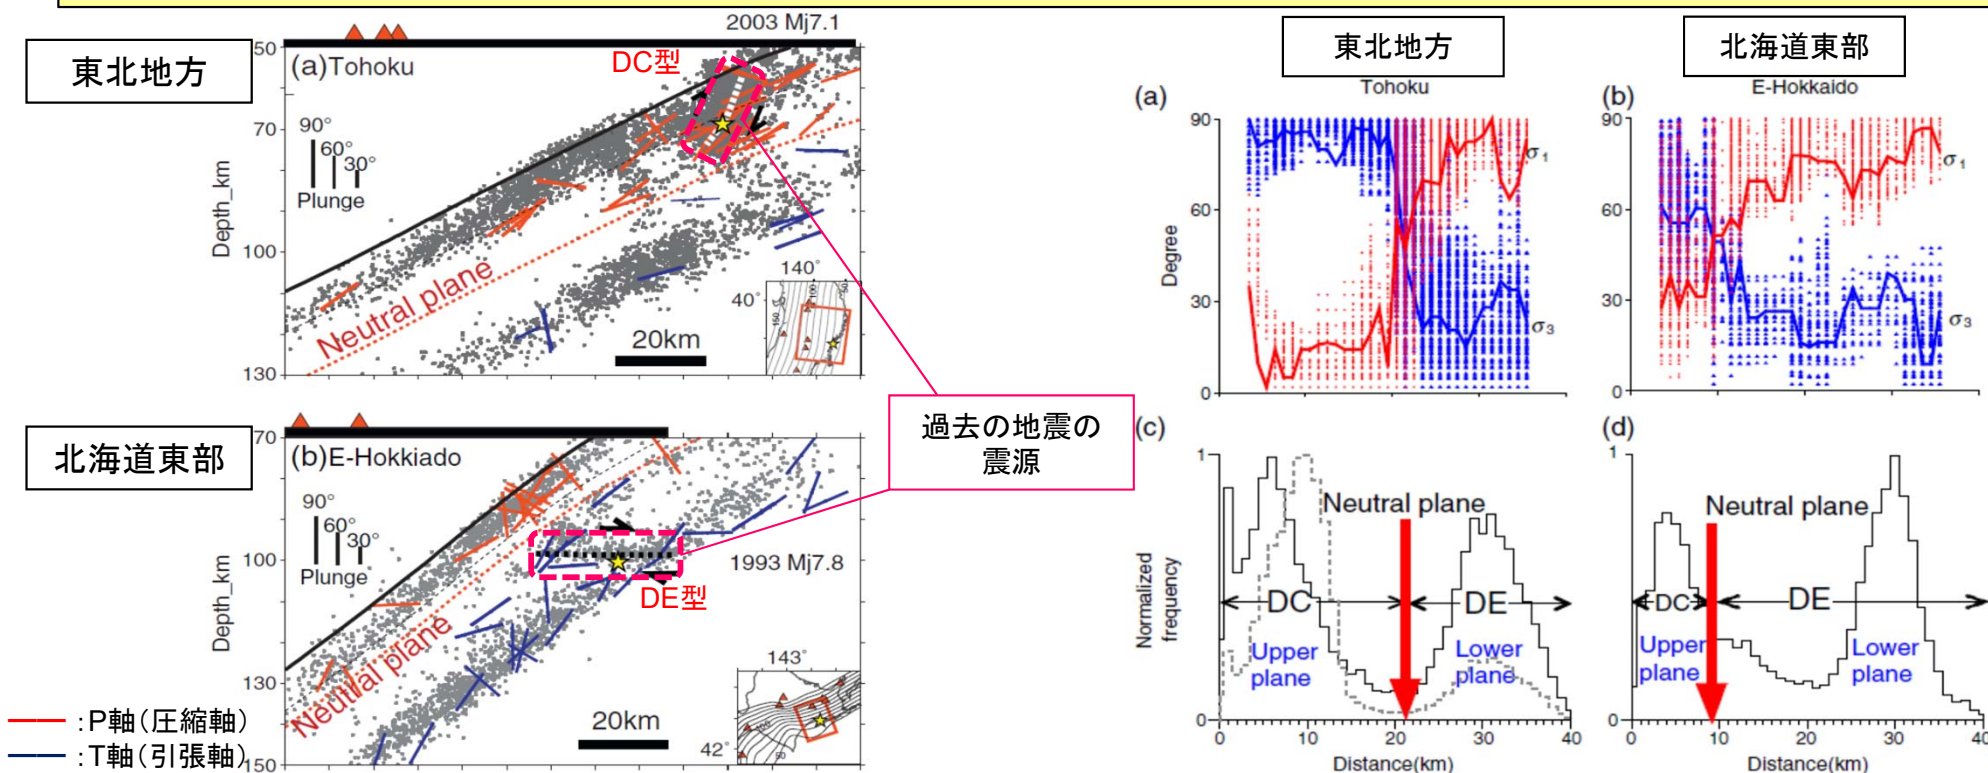 東北地方
2003 Mj7.1
(a)Tohoku
DC型
50
70
100
130
Depth_km
90°
60°
30°
Plunge
Neutral plane
20km
140°
40°
150
100
50
北海道東部
(b)E-Hokkiado
70
100
130
150
Depth_km
90°
60°
30°
Plunge
Neutral plane
1993 Mj7.8
DE型
20km
143°
42°
100
50
:P軸(圧縮軸)
:T軸(引張軸)
過去の地震の
震源
東北地方
Tohoku
(a)
90
60
30
0
Degree
σ1
σ3
北海道東部
E-Hokkaido
(b)
90
60
30
0
σ1
σ3
(c)
1
0
Normalized
frequency
Neutral plane
DC
DE
Upper
plane
Lower
plane
0 10 20 30 40
Distance(km)
(d)
1
0
Neutral plane
DC
DE
Upper
plane
Lower
plane
0 10 20 30 40
Distance(km)